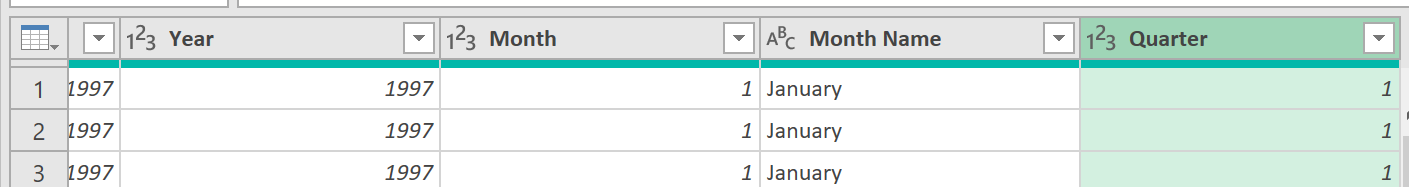 123 Year 123 Month ABC Month Name 123 Quarter
1 1997 1997 1 January 1
2 1997 1997 1 January 1
3 1997 1997 1 January 1